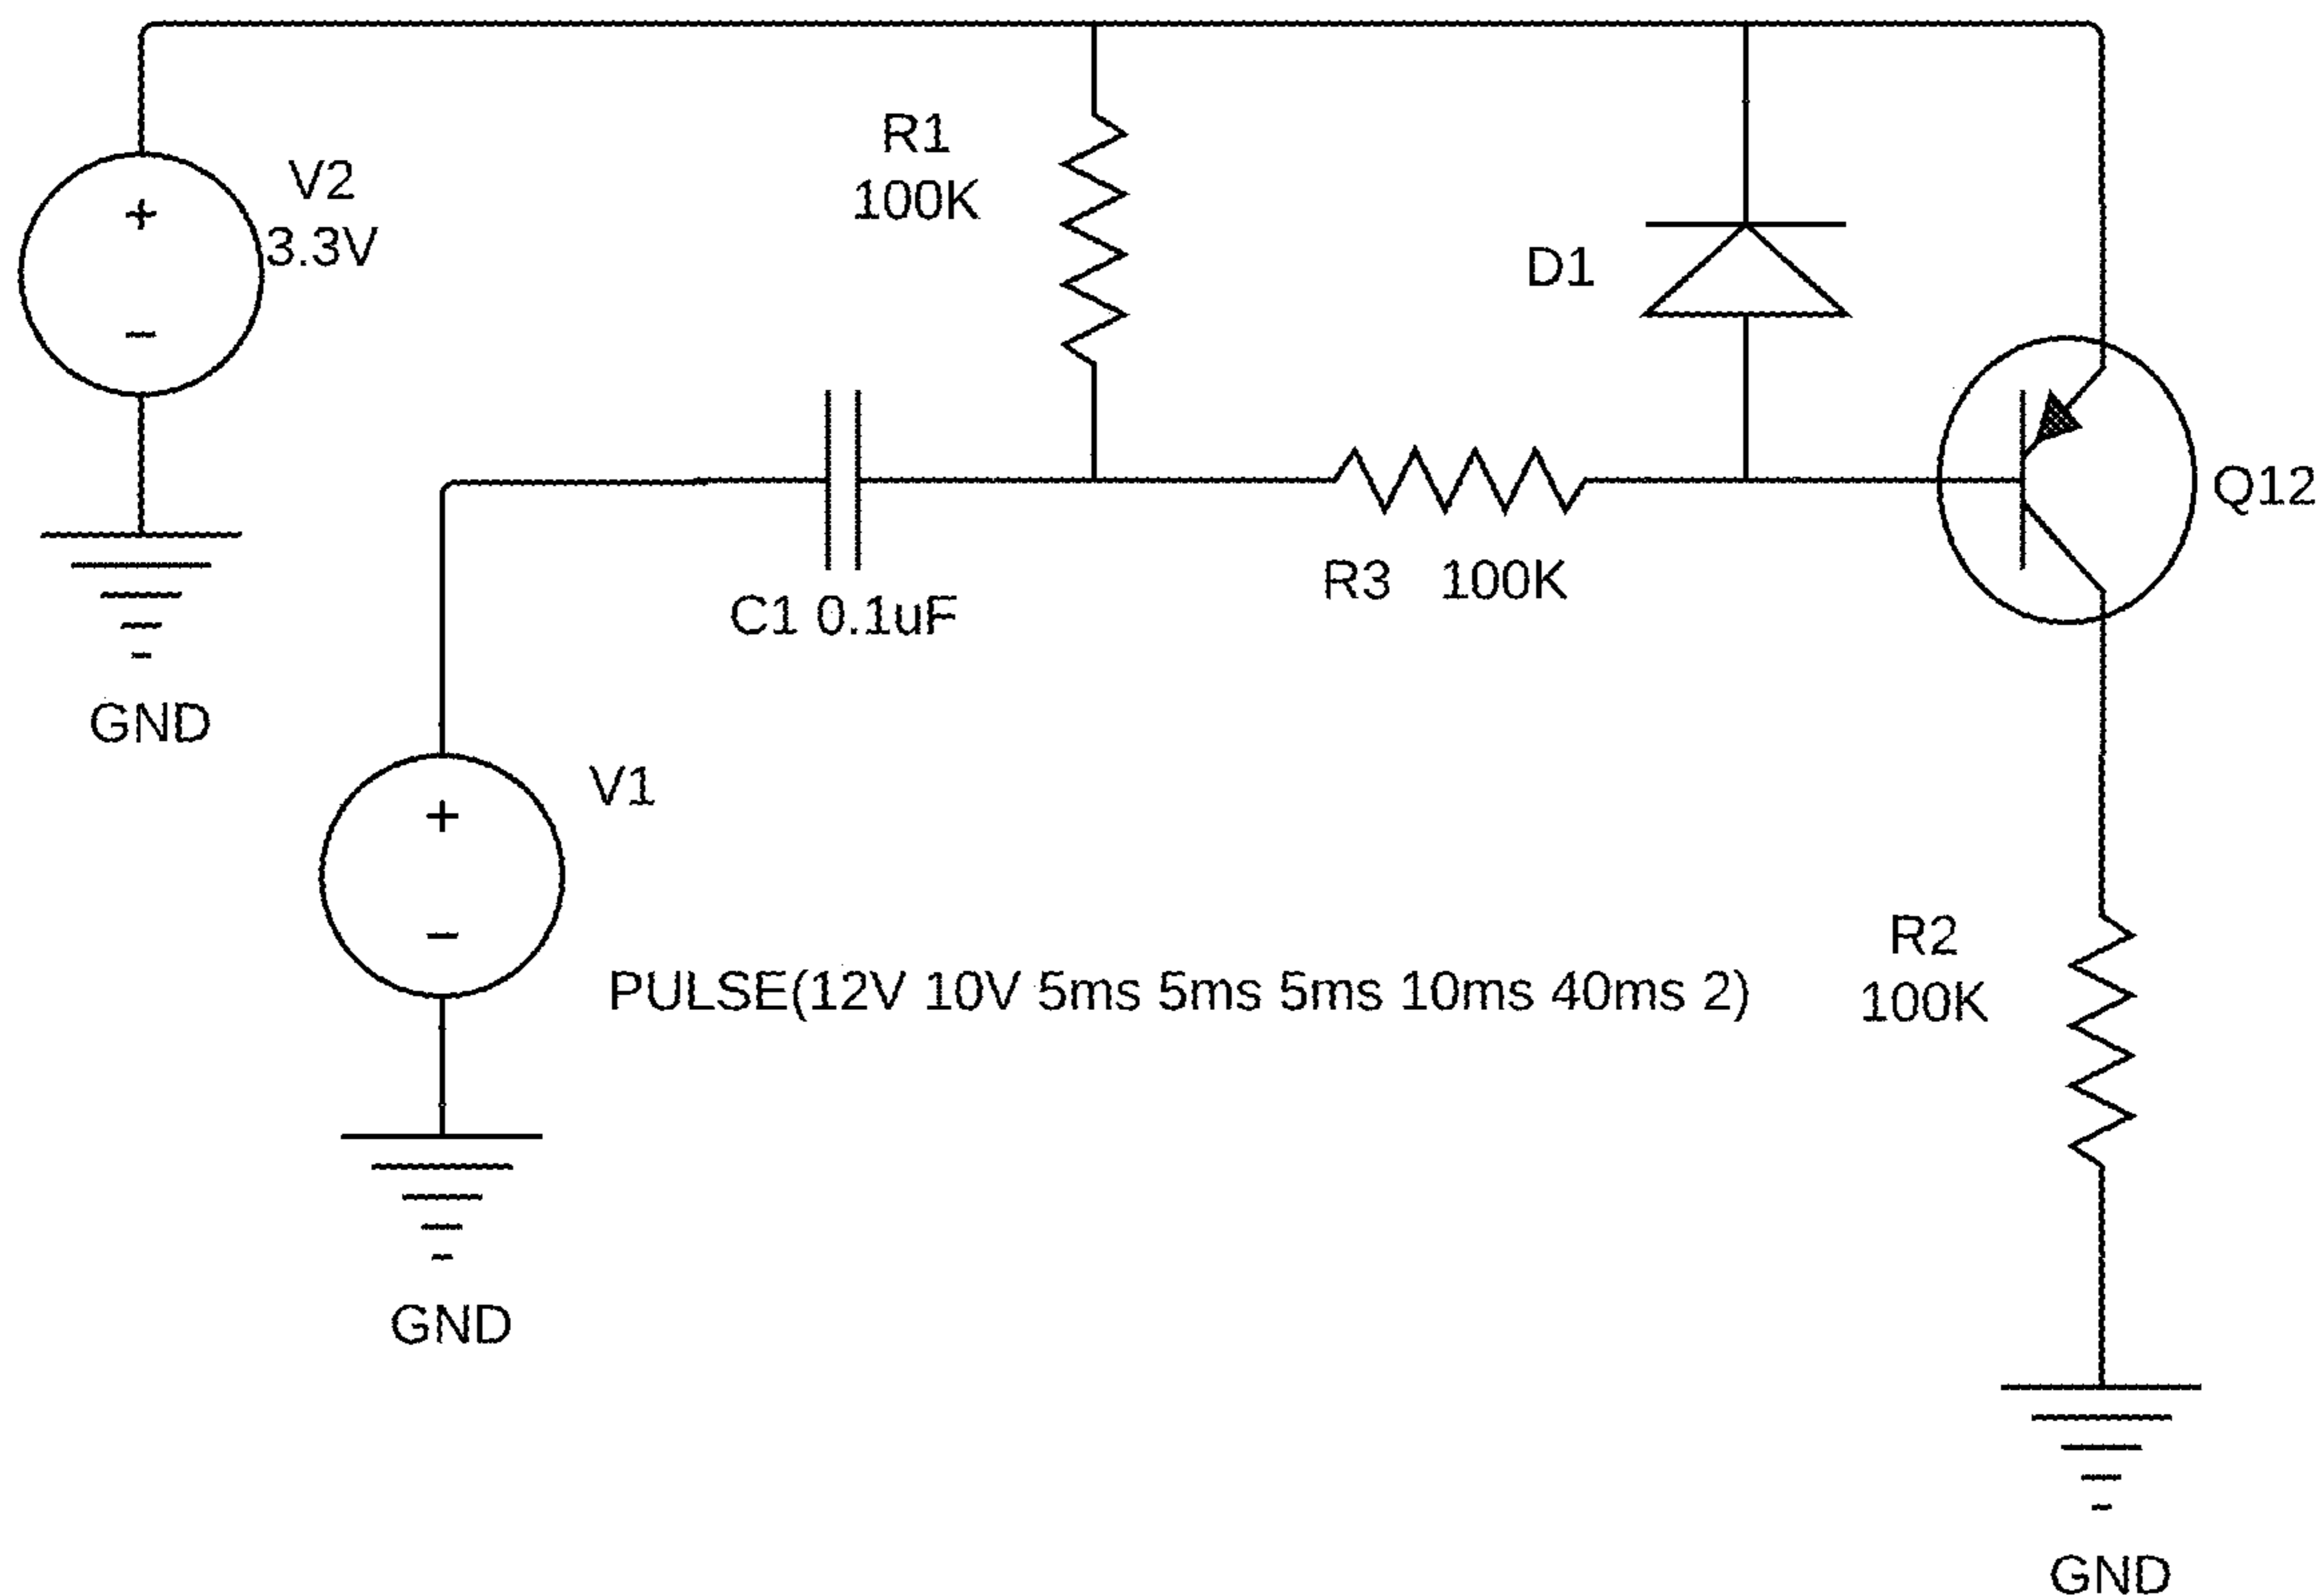 R1
100K
V2
3.3V
+
−
D1
Q12
R3 100K
C1 0.1uF
GND
V1
+
−
PULSE(12V 10V 5ms 5ms 5ms 10ms 40ms 2)
R2
100K
GND
GND